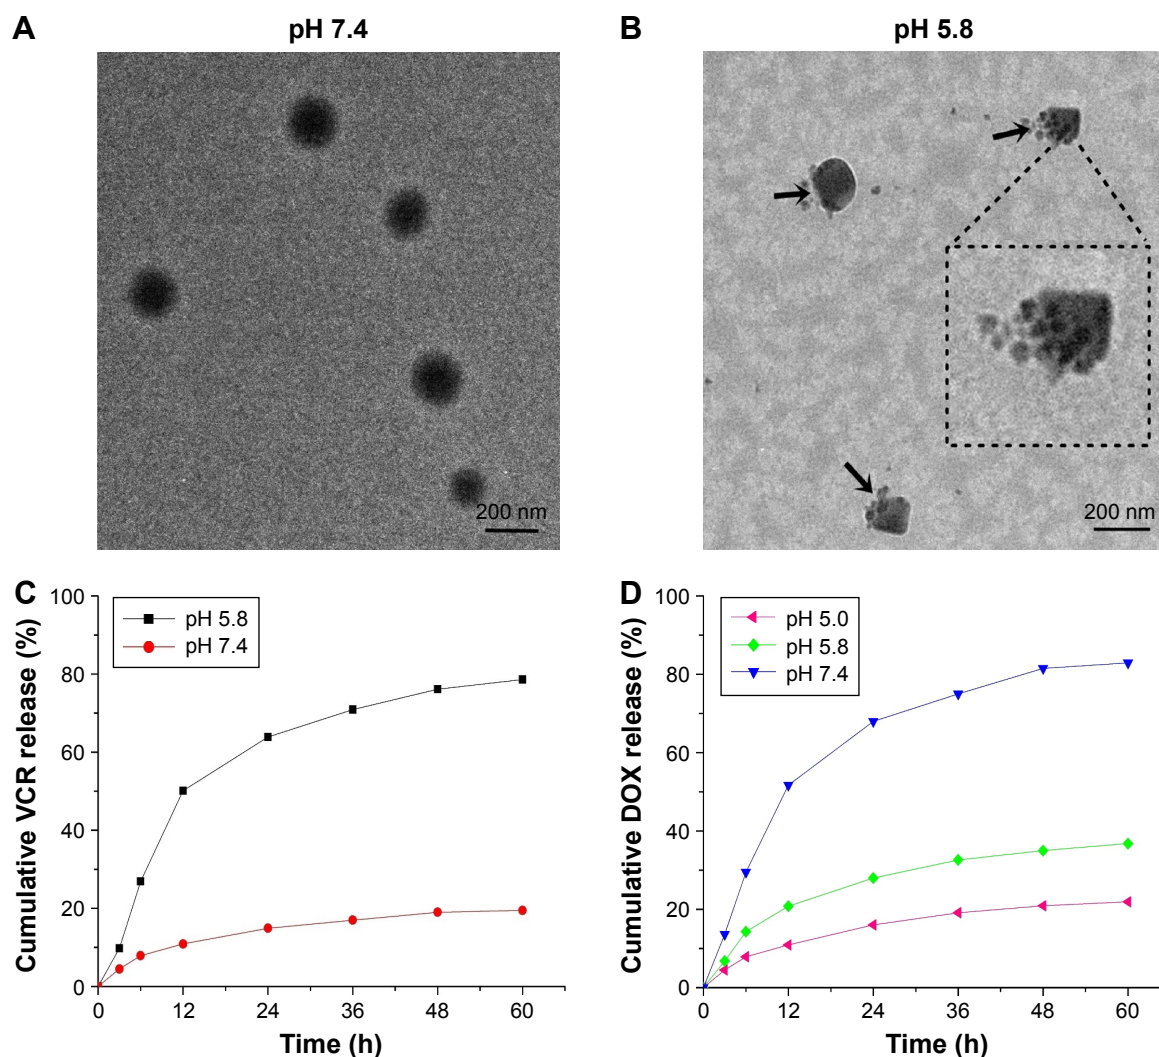 A
pH 7.4
200 nm
B
pH 5.8
200 nm
C
Cumulative VCR release (%)
100
80
60
40
20
0
pH 5.8
pH 7.4
0 12 24 36 48 60
Time (h)
D
Cumulative DOX release (%)
100
80
60
40
20
0
pH 5.0
pH 5.8
pH 7.4
0 12 24 36 48 60
Time (h)